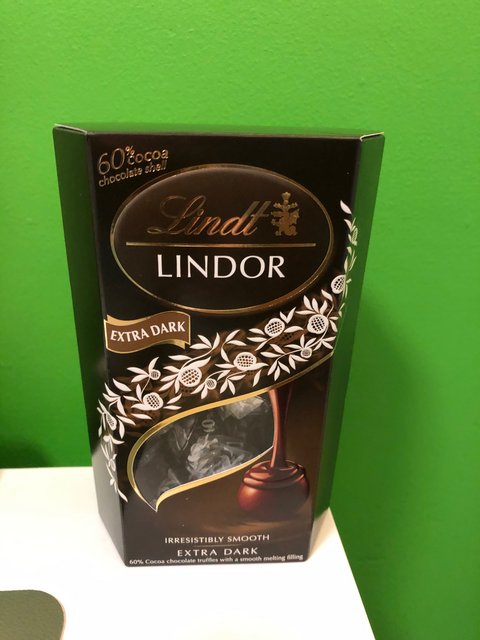 60% cocoa
chocolate shell
Lindt
LINDOR
EXTRA DARK
IRRESISTIBLY SMOOTH
EXTRA DARK
60% Cocoa chocolate truffles with a smooth melting filling